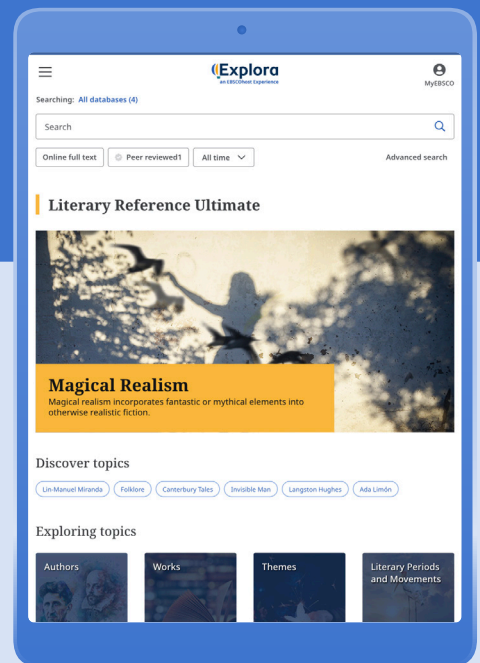 Explora
an EBSCOhost Experience
MyEBSCO
Searching: All databases (4)
Search
Online full text
Peer reviewed1
All time
Advanced search
Literary Reference Ultimate
Magical Realism
Magical realism incorporates fantastic or mythical elements into
otherwise realistic fiction.
Discover topics
Lin-Manuel Miranda
Folklore
Canterbury Tales
Invisible Man
Langston Hughes
Ada Limón
Exploring topics
Authors
Works
Themes
Literary Periods
and Movements